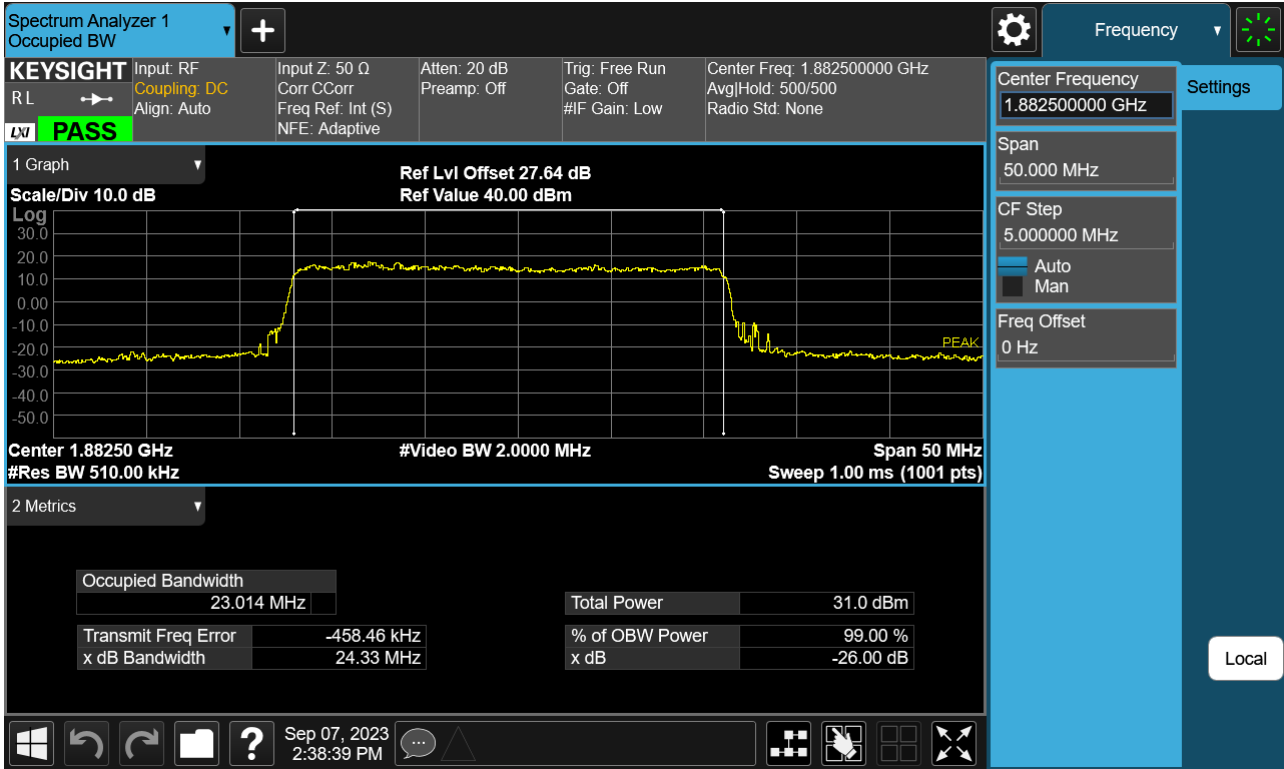 Spectrum Analyzer 1
Occupied BW
▼
+
Frequency
▼
KEYSIGHT
R L
LXI
PASS
Input: RF
Coupling: DC
Align: Auto
Input Z: 50 Ω
Corr CCorr
Freq Ref: Int (S)
NFE: Adaptive
Atten: 20 dB
Preamp: Off
Trig: Free Run
Gate: Off
#IF Gain: Low
Center Freq: 1.882500000 GHz
Avg|Hold: 500/500
Radio Std: None
Center Frequency
1.882500000 GHz
Settings
Span
50.000 MHz
CF Step
5.000000 MHz
Auto
Man
Freq Offset
0 Hz
Local
1 Graph
▼
Scale/Div 10.0 dB
Ref Lvl Offset 27.64 dB
Ref Value 40.00 dBm
Log
30.0
20.0
10.0
0.00
-10.0
-20.0
-30.0
-40.0
-50.0
PEAK
Center 1.88250 GHz
#Video BW 2.0000 MHz
Span 50 MHz
#Res BW 510.00 kHz
Sweep 1.00 ms (1001 pts)
2 Metrics
▼
Occupied Bandwidth
23.014 MHz
Total Power 31.0 dBm
Transmit Freq Error -458.46 kHz
% of OBW Power 99.00 %
x dB Bandwidth 24.33 MHz
x dB -26.00 dB
?
Sep 07, 2023
2:38:39 PM